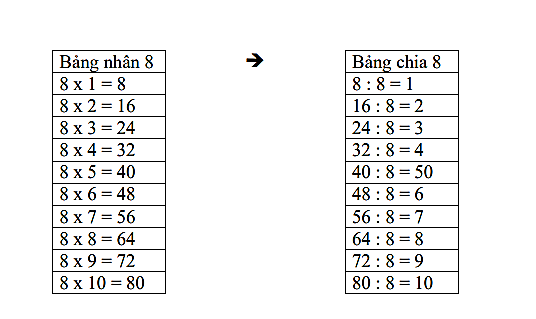 Bảng nhân 8
8 x 1 = 8
8 x 2 = 16
8 x 3 = 24
8 x 4 = 32
8 x 5 = 40
8 x 6 = 48
8 x 7 = 56
8 x 8 = 64
8 x 9 = 72
8 x 10 = 80
➔
Bảng chia 8
8 : 8 = 1
16 : 8 = 2
24 : 8 = 3
32 : 8 = 4
40 : 8 = 50
48 : 8 = 6
56 : 8 = 7
64 : 8 = 8
72 : 8 = 9
80 : 8 = 10